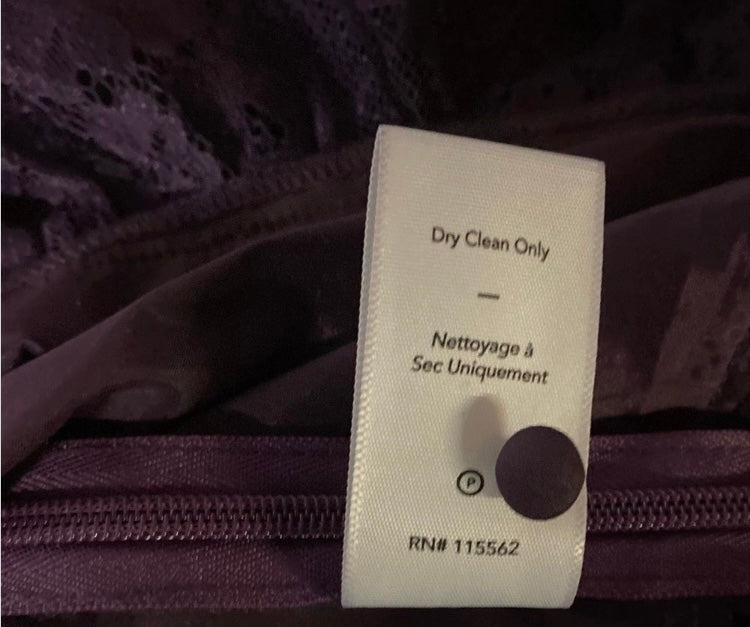 Dry Clean Only
—
Nettoyage à
Sec Uniquement
P
RN# 115562